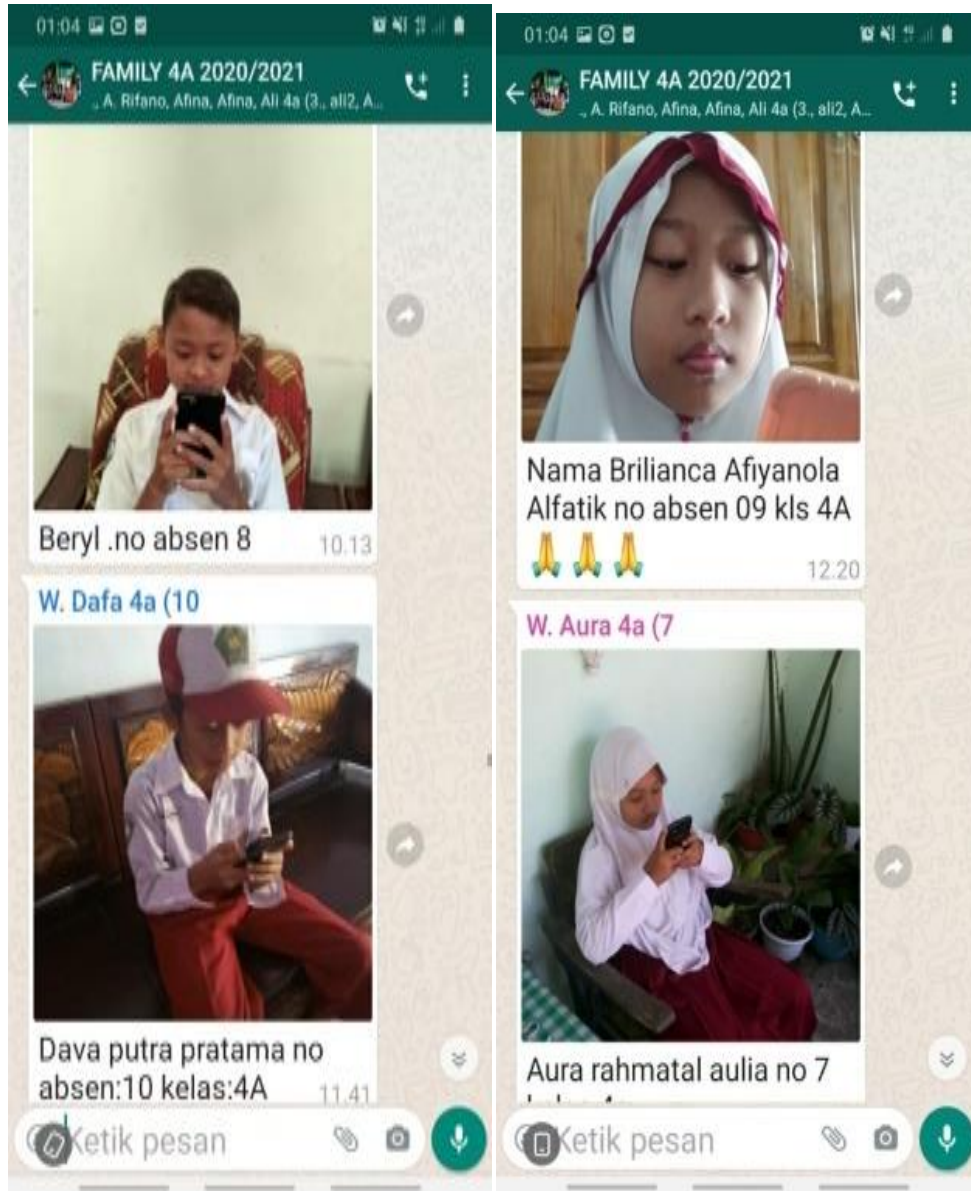 01:04
FAMILY 4A 2020/2021
., A. Rifano, Afina, Afina, Ali 4a (3., ali2, A...
Beryl .no absen 8
10.13
W. Dafa 4a (10
Dava putra pratama no
absen:10 kelas:4A
11.41
Ketik pesan
01:04
FAMILY 4A 2020/2021
., A. Rifano, Afina, Afina, Ali 4a (3., ali2, A...
Nama Brilianca Afiyanola
Alfatik no absen 09 kls 4A
🙏🙏🙏
12.20
W. Aura 4a (7
Aura rahmatal aulia no 7
Ketik pesan